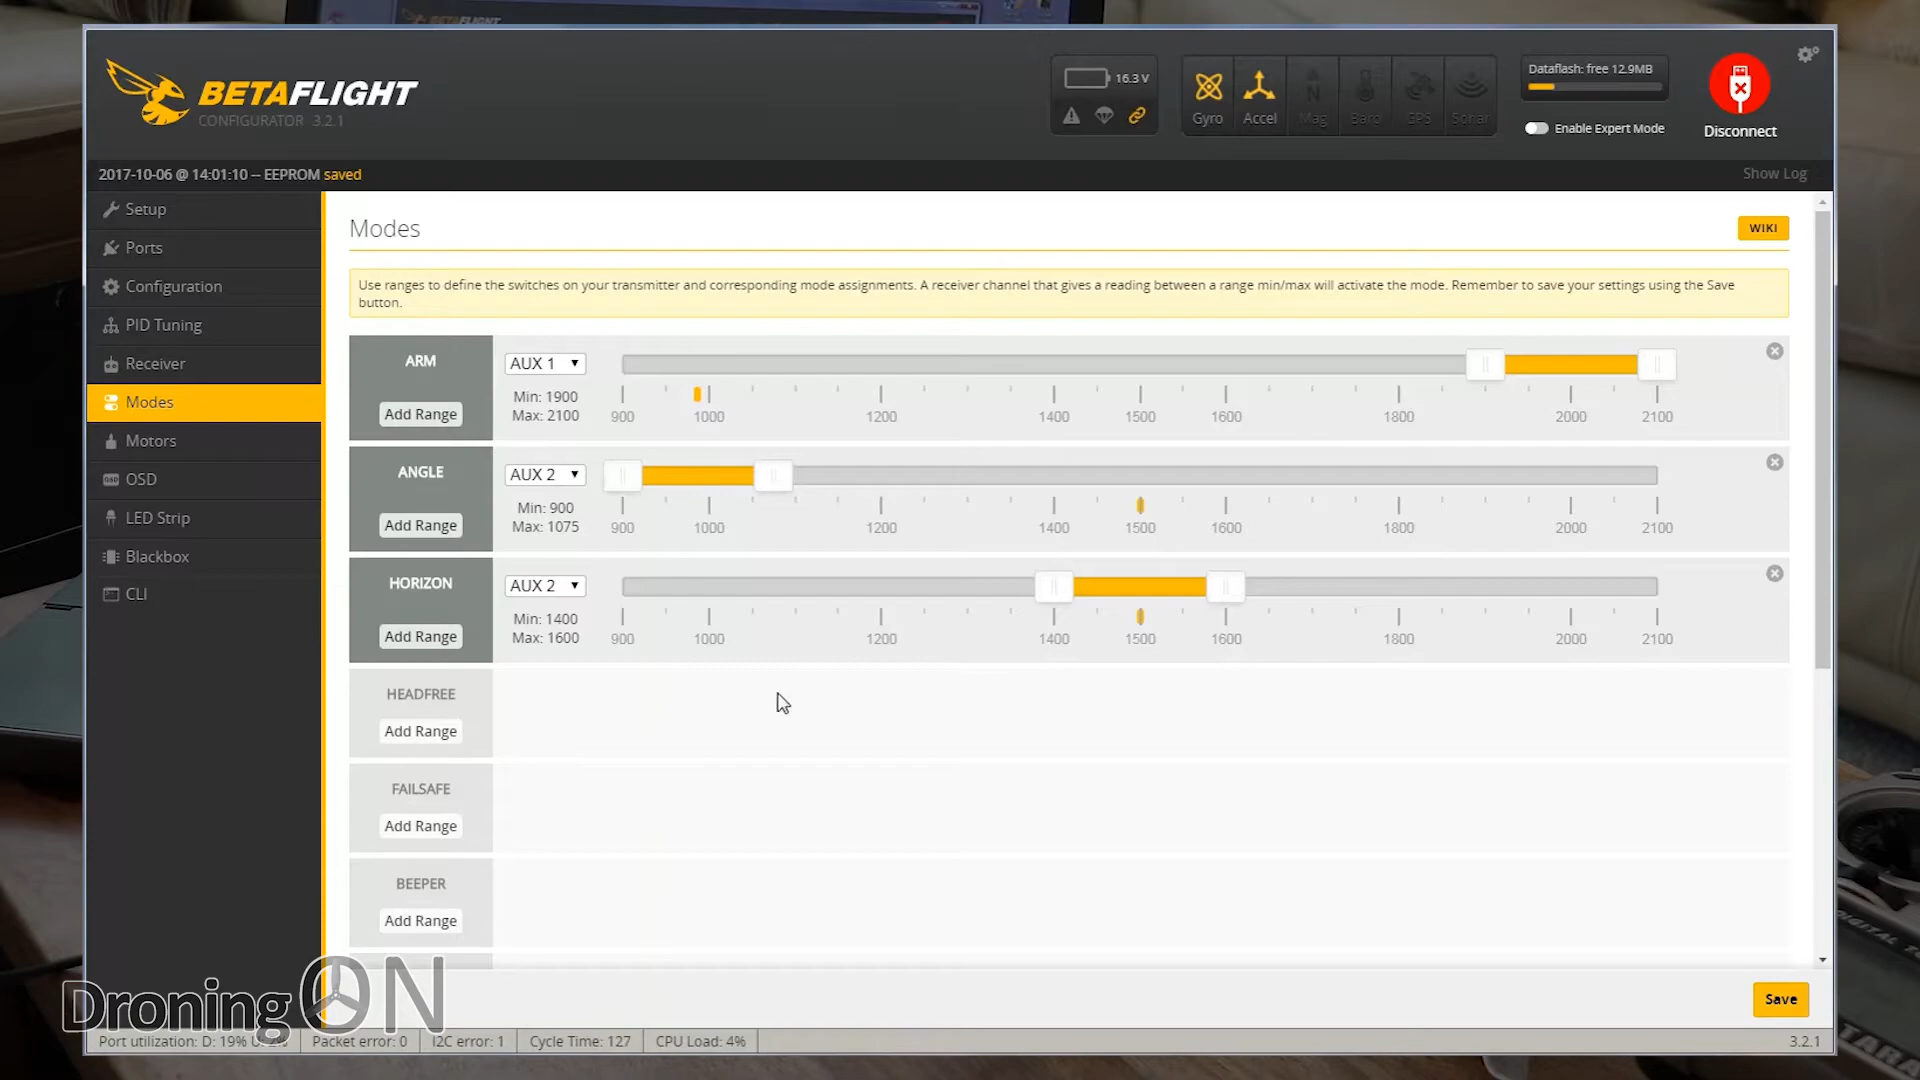 BETAFLIGHT
BETAFLIGHT
CONFIGURATOR 3.2.1
16.3 V
Gyro
Accel
Mag
Baro
GPS
Sonar
Dataflash: free 12.9MB
Enable Expert Mode
Disconnect
2017-10-06 @ 14:01:10 -- EEPROM saved
Show Log
Setup
Ports
Configuration
PID Tuning
Receiver
Modes
Motors
OSD
LED Strip
Blackbox
CLI
Modes
WIKI
Use ranges to define the switches on your transmitter and corresponding mode assignments. A receiver channel that gives a reading between a range min/max will activate the mode. Remember to save your settings using the Save
button.
ARM
Add Range
AUX 1
Min: 1900
Max: 2100
900 1000 1200 1400 1500 1600 1800 2000 2100
ANGLE
Add Range
AUX 2
Min: 900
Max: 1075
900 1000 1200 1400 1500 1600 1800 2000 2100
HORIZON
Add Range
AUX 2
Min: 1400
Max: 1600
900 1000 1200 1400 1500 1600 1800 2000 2100
HEADFREE
Add Range
FAILSAFE
Add Range
BEEPER
Add Range
Save
DroningON
Port utilization: D: 19% U: 2%
Packet error: 0
I2C error: 1
Cycle Time: 127
CPU Load: 4%
3.2.1
DIGITAL
TARA